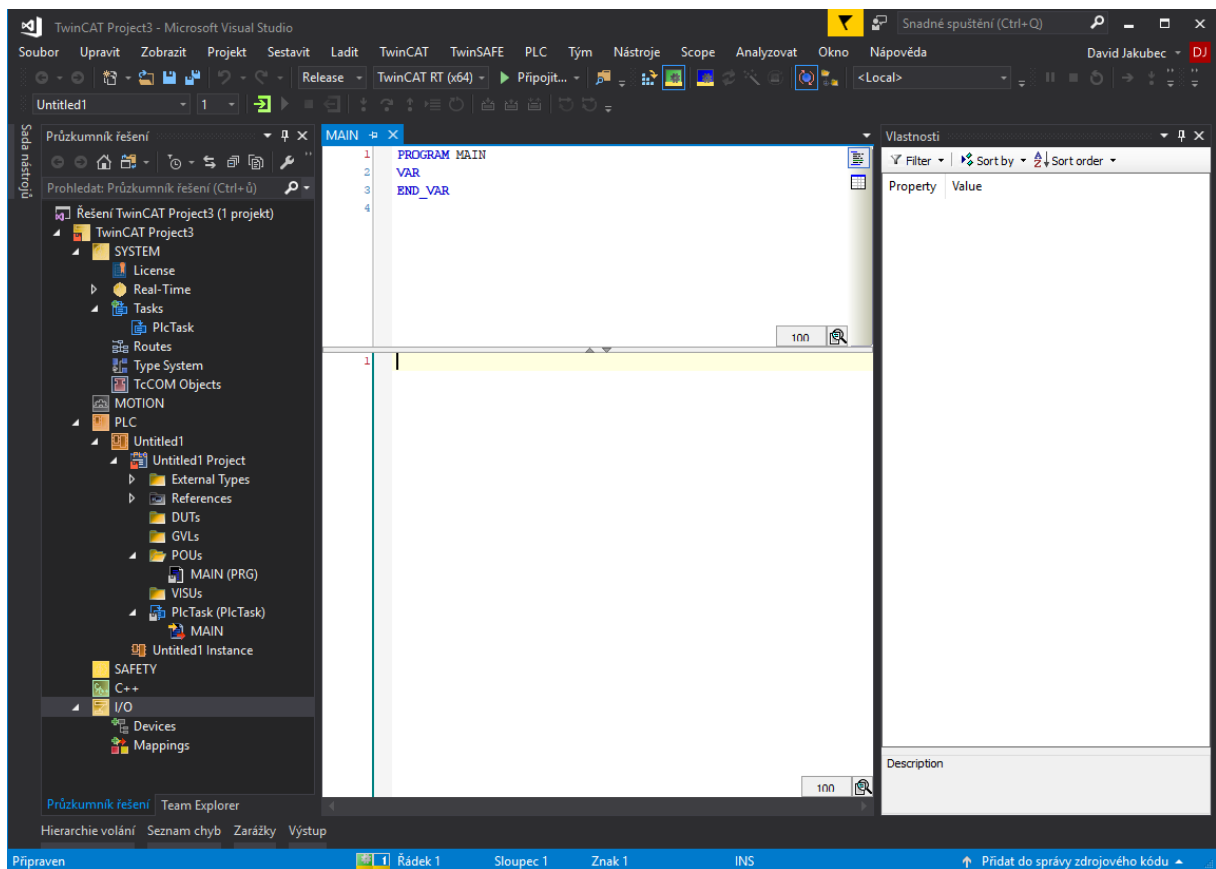 TwinCAT Project3 - Microsoft Visual Studio
Snadné spuštění (Ctrl+Q)
Soubor Upravit Zobrazit Projekt Sestavit Ladit TwinCAT TwinSAFE PLC Tým Nástroje Scope Analyzovat Okno Nápověda
David Jakubec DJ
Release TwinCAT RT (x64) Připojit... <Local>
Untitled1 1
Sada nástrojů
Průzkumník řešení
Prohledat: Průzkumník řešení (Ctrl+ů)
Řešení TwinCAT Project3 (1 projekt)
TwinCAT Project3
SYSTEM
License
Real-Time
Tasks
PlcTask
Routes
Type System
TcCOM Objects
MOTION
PLC
Untitled1
Untitled1 Project
External Types
References
DUTs
GVLs
POUs
MAIN (PRG)
VISUs
PlcTask (PlcTask)
MAIN
Untitled1 Instance
SAFETY
C++
I/O
Devices
Mappings
Průzkumník řešení Team Explorer
MAIN
1 PROGRAM MAIN
2 VAR
3 END_VAR
4
100
1
100
Vlastnosti
Filter Sort by Sort order
Property Value
Description
Hierarchie volání Seznam chyb Zarážky Výstup
Připraven 1 Řádek 1 Sloupec 1 Znak 1 INS Přidat do správy zdrojového kódu